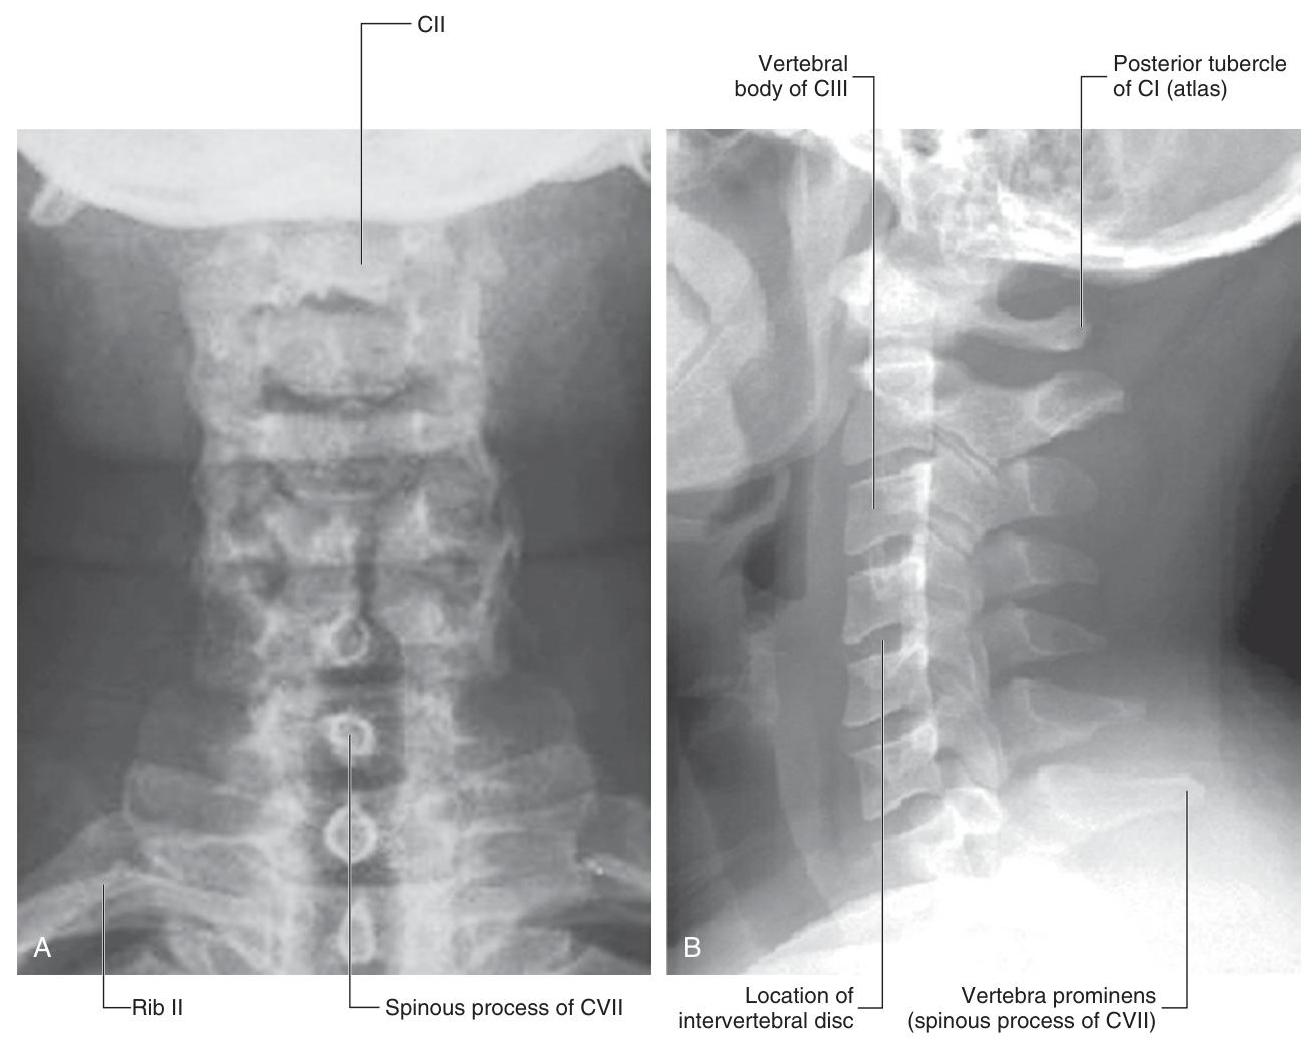 CII
Vertebral
body of CIII
Posterior tubercle
of CI (atlas)
A
B
Rib II
Spinous process of CVII
Location of
intervertebral disc
Vertebra prominens
(spinous process of CVII)